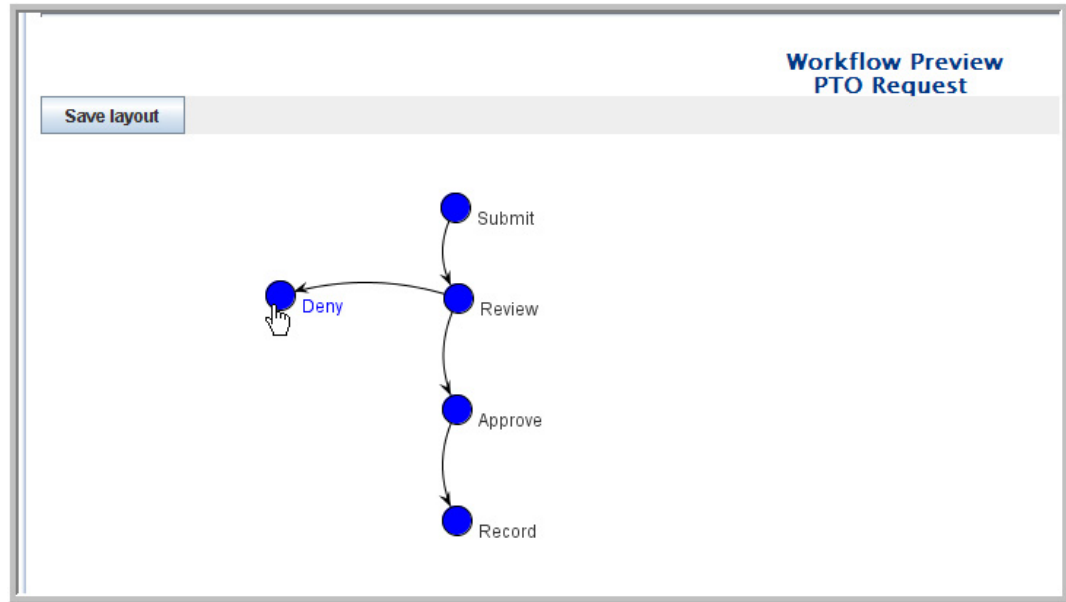 Workflow Preview
PTO Request
Save layout
Submit
Deny
Review
Approve
Record